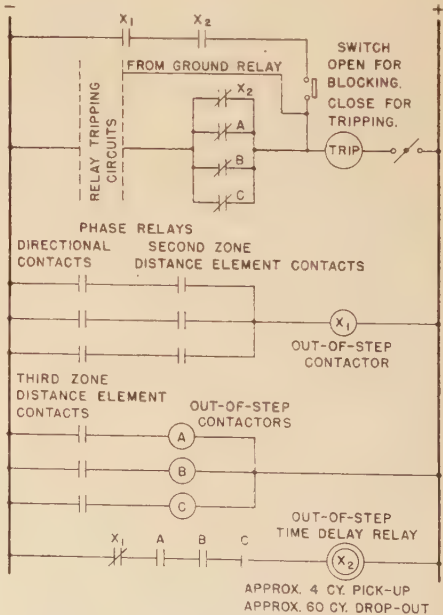 − +
X1 X2
SWITCH
OPEN FOR
BLOCKING.
CLOSE FOR
TRIPPING.
FROM GROUND RELAY
RELAY TRIPPING
CIRCUITS
X2
A
B
C
TRIP
PHASE RELAYS
DIRECTIONAL
CONTACTS
SECOND ZONE
DISTANCE ELEMENT CONTACTS
X1
OUT-OF-STEP
CONTACTOR
THIRD ZONE
DISTANCE ELEMENT
CONTACTS
OUT-OF-STEP
CONTACTORS
A
B
C
OUT-OF-STEP
TIME DELAY RELAY
X1 A B C
X2
APPROX. 4 CY. PICK-UP
APPROX. 60 CY. DROP-OUT